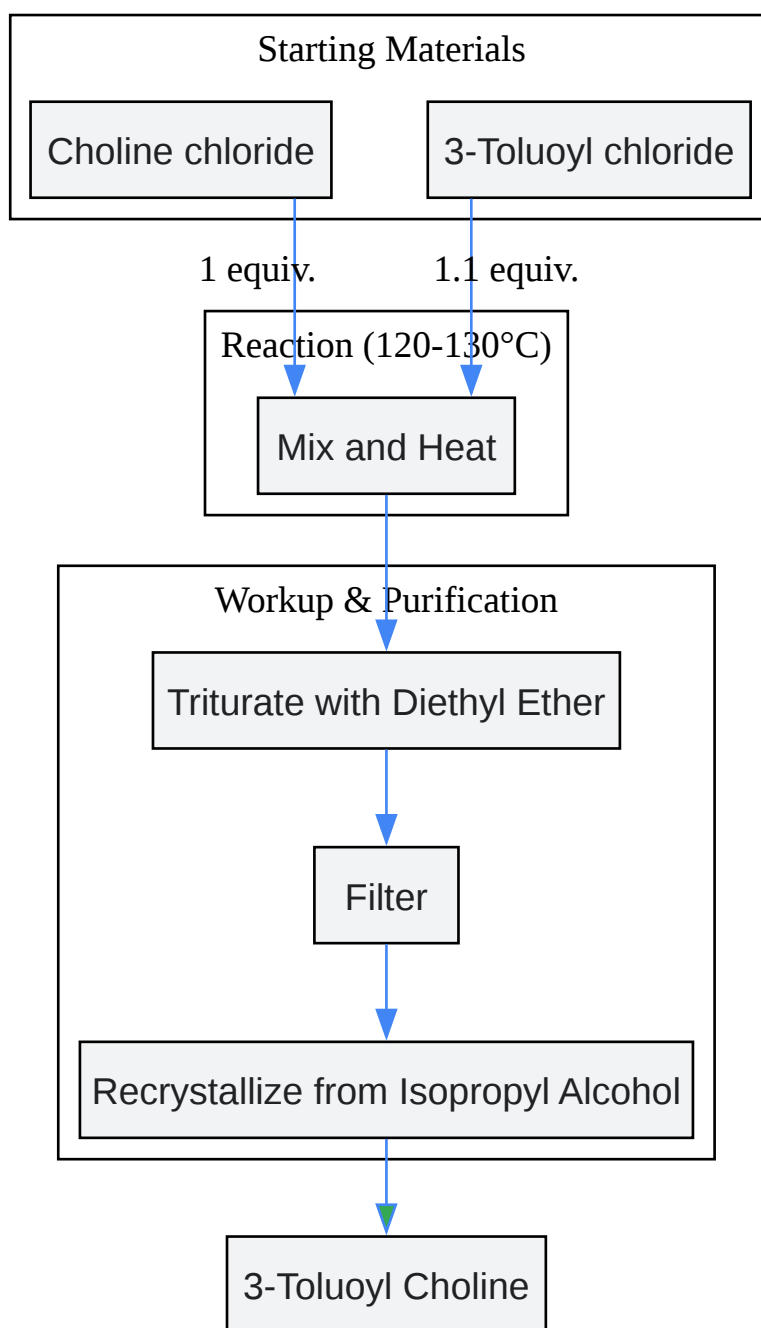 Starting Materials
Choline chloride
3-Toluoyl chloride
1 equiv.
1.1 equiv.
Reaction (120-130°C)
Mix and Heat
Workup & Purification
Triturate with Diethyl Ether
Filter
Recrystallize from Isopropyl Alcohol
3-Toluoyl Choline